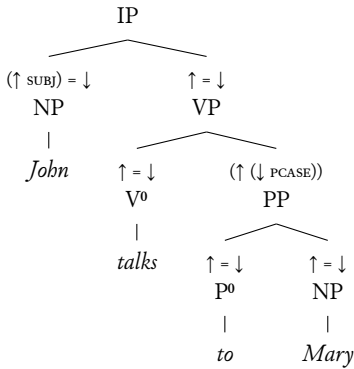 IP
(↑ SUBJ) = ↓ ↑ = ↓
NP VP
John ↑ = ↓ (↑ (↓ PCASE))
V⁰ PP
talks ↑ = ↓ ↑ = ↓
P⁰ NP
to Mary